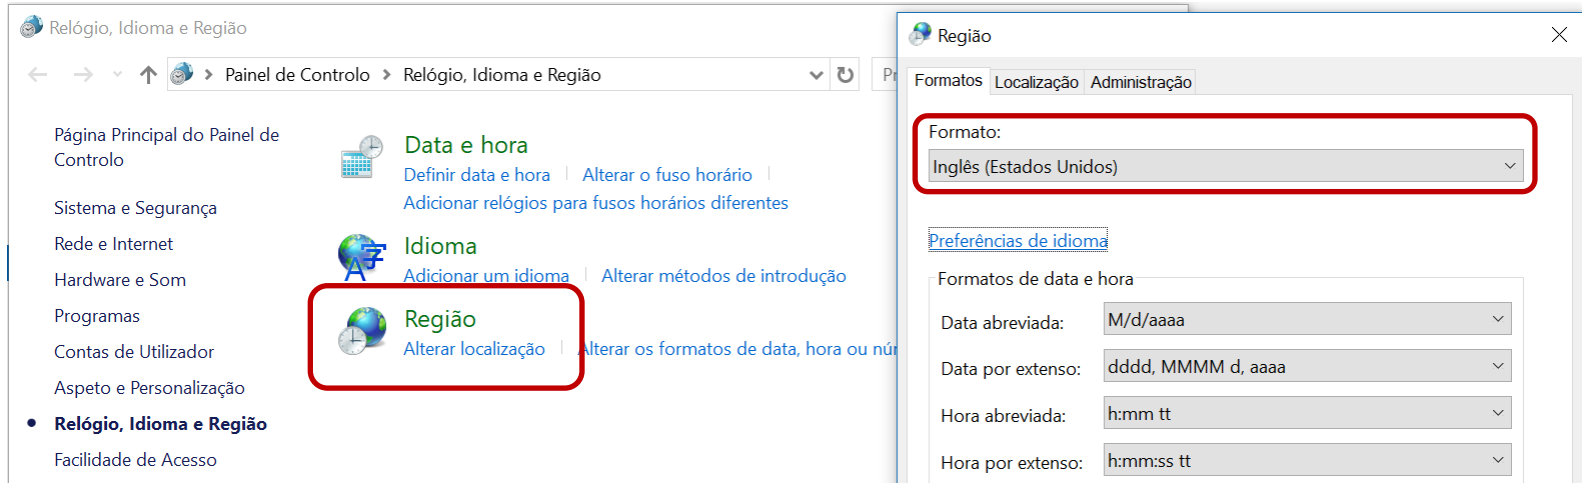 Relógio, Idioma e Região
Painel de Controlo > Relógio, Idioma e Região
Página Principal do Painel de
Controlo
Sistema e Segurança
Rede e Internet
Hardware e Som
Programas
Contas de Utilizador
Aspeto e Personalização
Relógio, Idioma e Região
Facilidade de Acesso
Data e hora
Definir data e hora
Alterar o fuso horário
Adicionar relógios para fusos horários diferentes
Idioma
Adicionar um idioma
Alterar métodos de introdução
Região
Alterar localização
Alterar os formatos de data, hora ou
Região
Formatos
Localização
Administração
Formato:
Inglês (Estados Unidos)
Preferências de idioma
Formatos de data e hora
Data abreviada:
M/d/aaaa
Data por extenso:
dddd, MMMM d, aaaa
Hora abreviada:
h:mm tt
Hora por extenso:
h:mm:ss tt